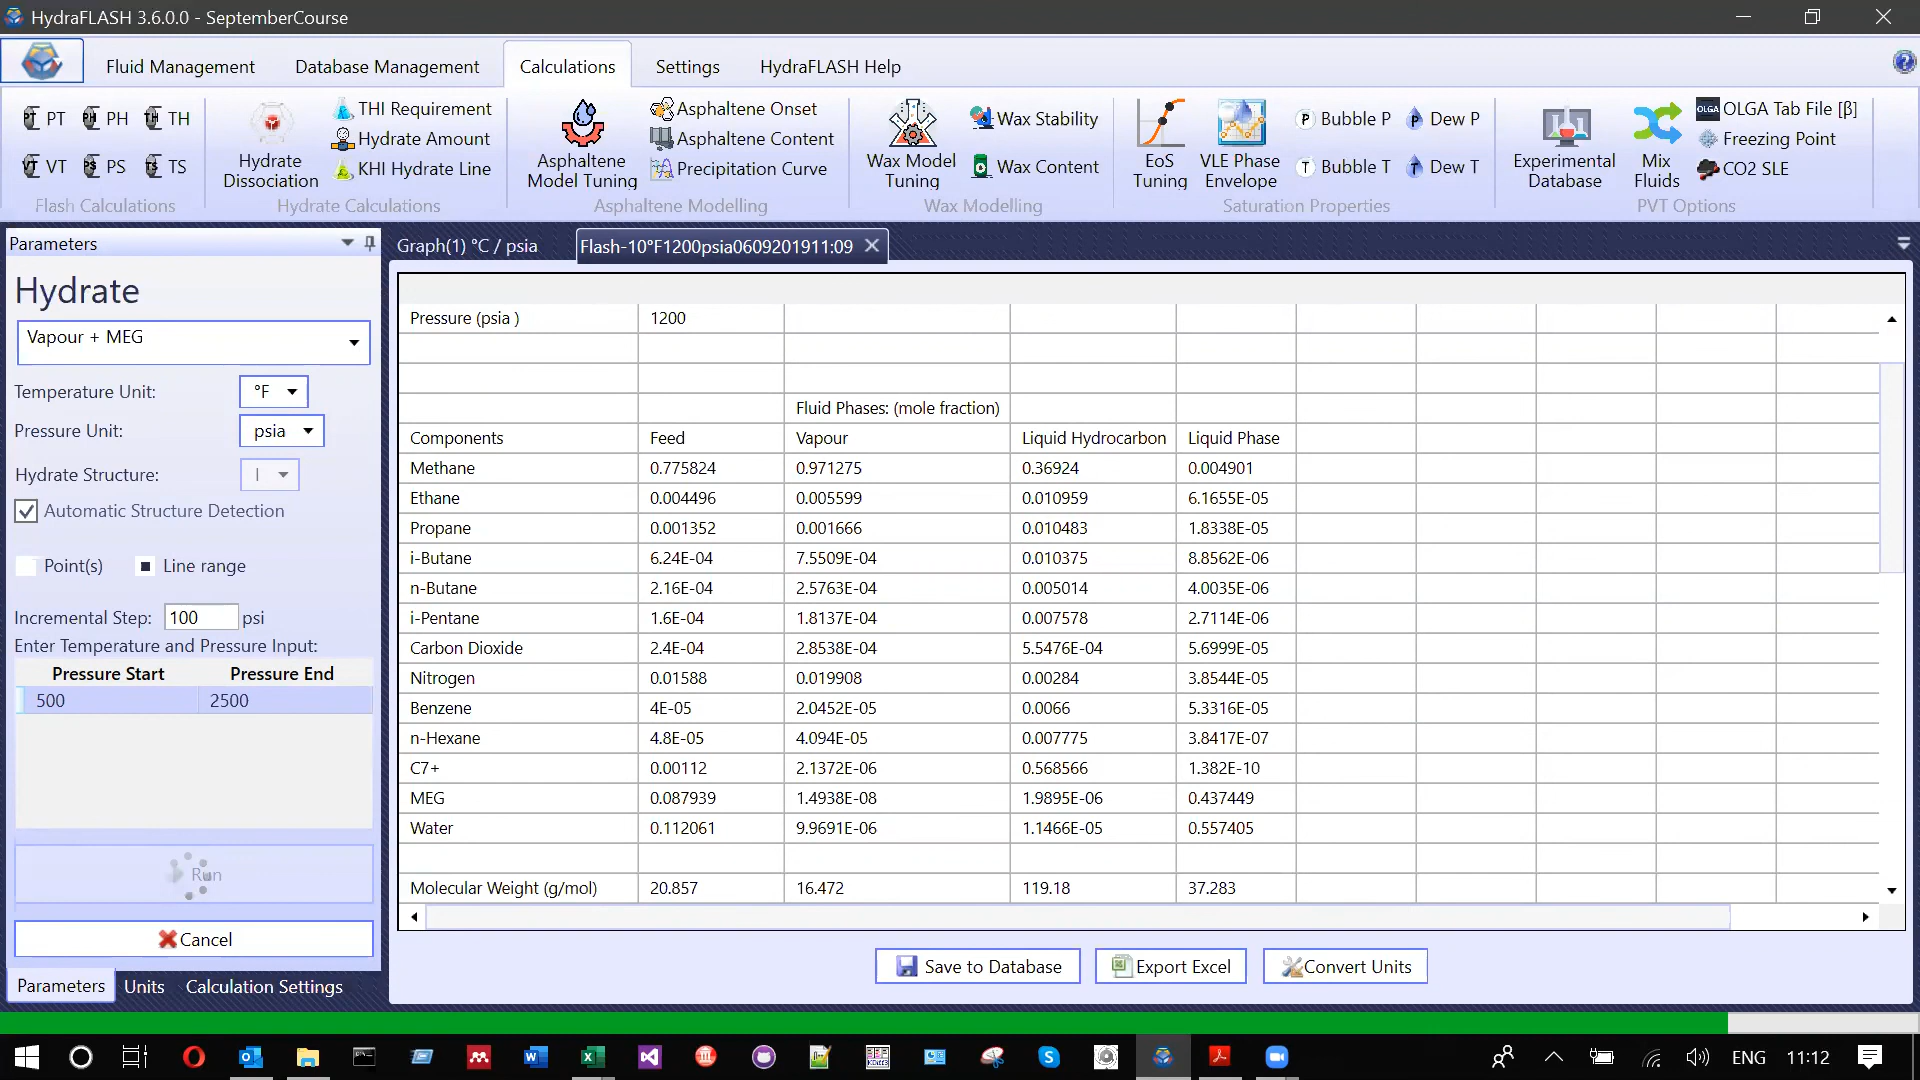 HydraFLASH 3.6.0.0 - SeptemberCourse
Fluid Management Database Management Calculations Settings HydraFLASH Help
PT PH TH
VT PS TS
Flash Calculations
Hydrate Dissociation
THI Requirement
Hydrate Amount
KHI Hydrate Line
Hydrate Calculations
Asphaltene Model Tuning
Asphaltene Onset
Asphaltene Content
Precipitation Curve
Asphaltene Modelling
Wax Model Tuning
Wax Stability
Wax Content
Wax Modelling
EoS Tuning
VLE Phase Envelope
Bubble P Dew P
Bubble T Dew T
Saturation Properties
Experimental Database
Mix Fluids
OLGA OLGA Tab File [β]
Freezing Point
CO2 SLE
PVT Options
Parameters
Hydrate
Vapour + MEG
Temperature Unit: °F
Pressure Unit: psia
Hydrate Structure: I
Automatic Structure Detection
Point(s) Line range
Incremental Step: 100 psi
Enter Temperature and Pressure Input:
Pressure Start Pressure End
500 2500
Run
Cancel
Parameters Units Calculation Settings
Graph(1) °C / psia Flash-10°F1200psia0609201911:09
Pressure (psia ) 1200
Fluid Phases: (mole fraction)
Components Feed Vapour Liquid Hydrocarbon Liquid Phase
Methane 0.775824 0.971275 0.36924 0.004901
Ethane 0.004496 0.005599 0.010959 6.1655E-05
Propane 0.001352 0.001666 0.010483 1.8338E-05
i-Butane 6.24E-04 7.5509E-04 0.010375 8.8562E-06
n-Butane 2.16E-04 2.5763E-04 0.005014 4.0035E-06
i-Pentane 1.6E-04 1.8137E-04 0.007578 2.7114E-06
Carbon Dioxide 2.4E-04 2.8538E-04 5.5476E-04 5.6999E-05
Nitrogen 0.01588 0.019908 0.00284 3.8544E-05
Benzene 4E-05 2.0452E-05 0.0066 5.3316E-05
n-Hexane 4.8E-05 4.094E-05 0.007775 3.8417E-07
C7+ 0.00112 2.1372E-06 0.568566 1.382E-10
MEG 0.087939 1.4938E-08 1.9895E-06 0.437449
Water 0.112061 9.9691E-06 1.1466E-05 0.557405
Molecular Weight (g/mol) 20.857 16.472 119.18 37.283
Save to Database Export Excel Convert Units
ENG 11:12